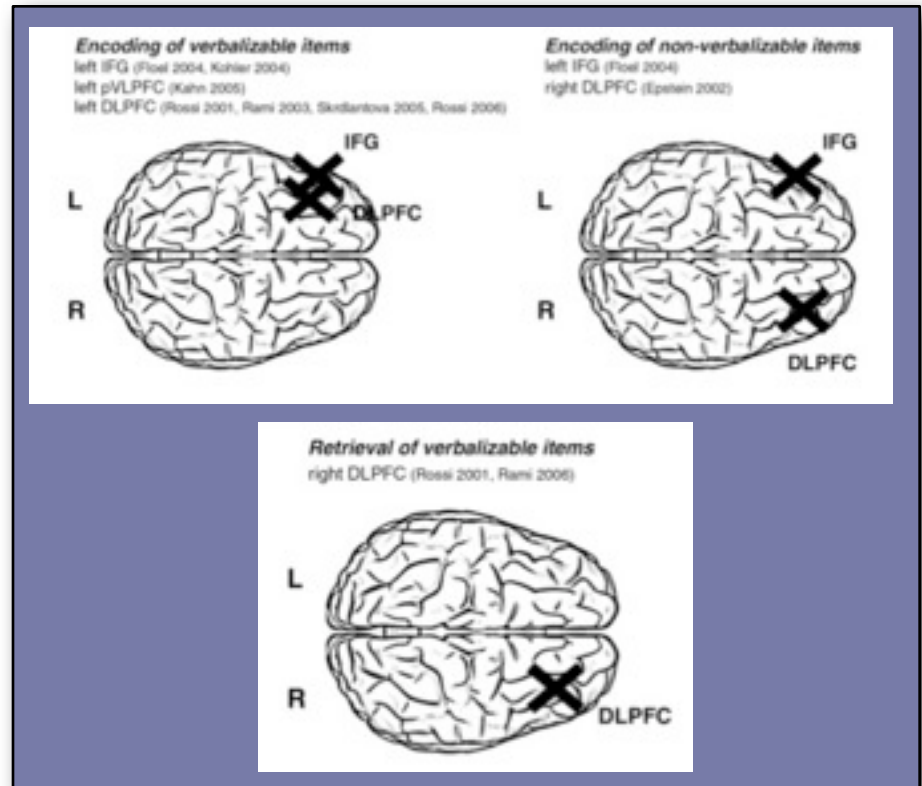 Encoding of verbalizable items
left IFG (Floel 2004, Kohler 2004)
left pVLPFC (Kahn 2005)
left DLPFC (Rossi 2001, Rami 2003, Skrdlantova 2005, Rossi 2006)
IFG
DLPFC
L
R
Encoding of non-verbalizable items
left IFG (Floel 2004)
right DLPFC (Epstein 2002)
IFG
L
R
DLPFC
Retrieval of verbalizable items
right DLPFC (Rossi 2001, Rami 2006)
L
R
DLPFC